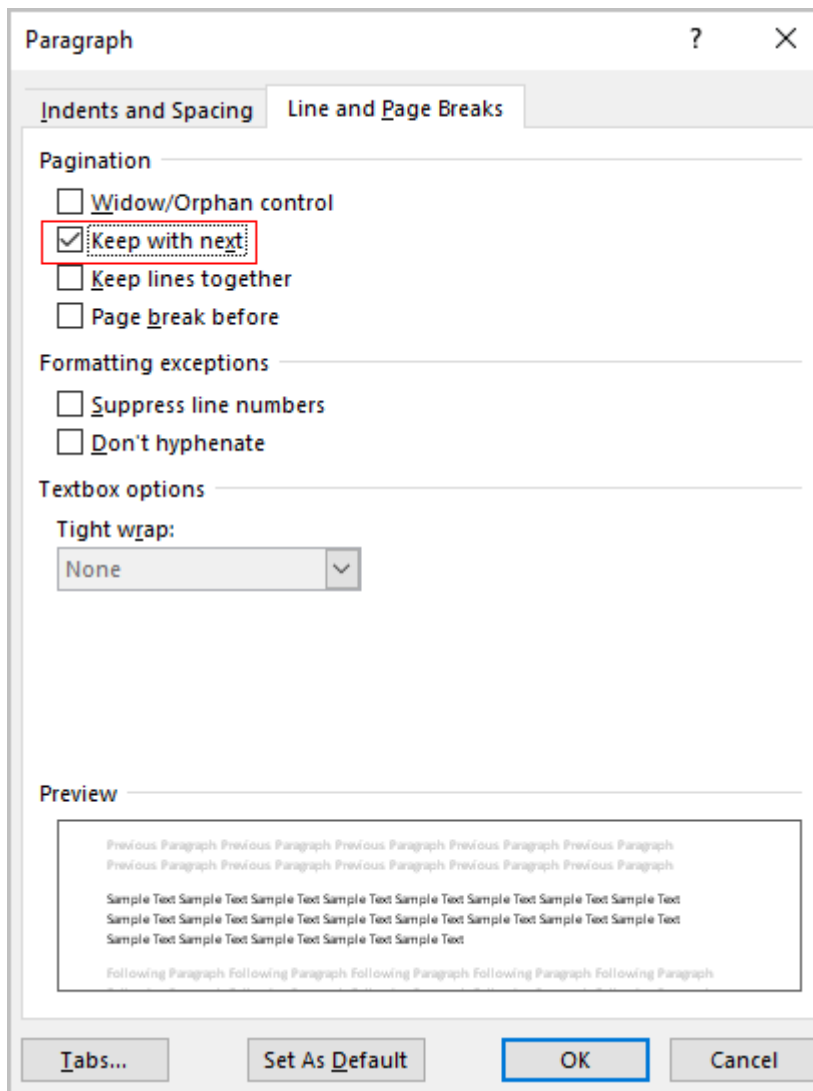 Paragraph ? ×
Indents and Spacing Line and Page Breaks
Pagination
Widow/Orphan control
Keep with next
Keep lines together
Page break before
Formatting exceptions
Suppress line numbers
Don't hyphenate
Textbox options
Tight wrap:
None
Preview
Previous Paragraph Previous Paragraph Previous Paragraph Previous Paragraph Previous Paragraph
Previous Paragraph Previous Paragraph Previous Paragraph Previous Paragraph Previous Paragraph
Sample Text Sample Text Sample Text Sample Text Sample Text Sample Text Sample Text Sample Text
Sample Text Sample Text Sample Text Sample Text Sample Text Sample Text Sample Text Sample Text
Sample Text Sample Text Sample Text Sample Text Sample Text
Following Paragraph Following Paragraph Following Paragraph Following Paragraph Following Paragraph
Tabs... Set As Default OK Cancel